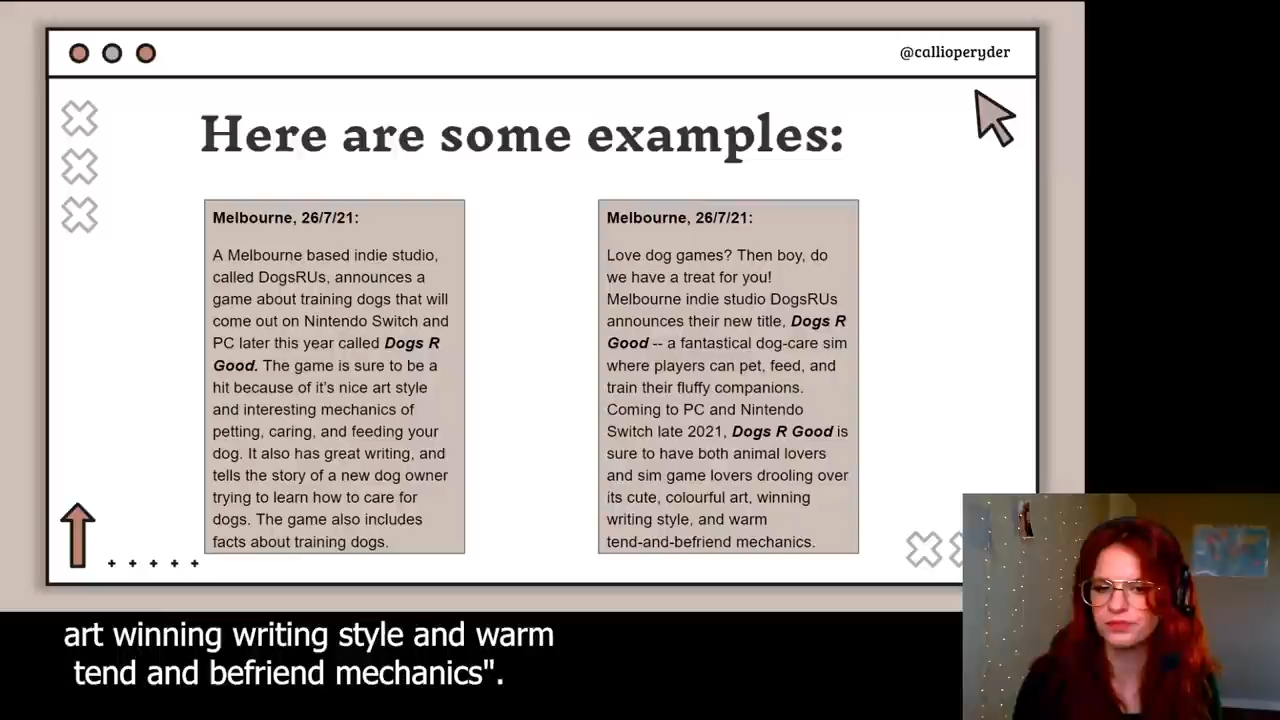 @callioperyder
Here are some examples:
Melbourne, 26/7/21:
A Melbourne based indie studio,
called DogsRUs, announces a
game about training dogs that will
come out on Nintendo Switch and
PC later this year called Dogs R
Good. The game is sure to be a
hit because of it's nice art style
and interesting mechanics of
petting, caring, and feeding your
dog. It also has great writing, and
tells the story of a new dog owner
trying to learn how to care for
dogs. The game also includes
facts about training dogs.
Melbourne, 26/7/21:
Love dog games? Then boy, do
we have a treat for you!
Melbourne indie studio DogsRUs
announces their new title, Dogs R
Good -- a fantastical dog-care sim
where players can pet, feed, and
train their fluffy companions.
Coming to PC and Nintendo
Switch late 2021, Dogs R Good is
sure to have both animal lovers
and sim game lovers drooling over
its cute, colourful art, winning
writing style, and warm
tend-and-befriend mechanics.
art winning writing style and warm
tend and befriend mechanics".